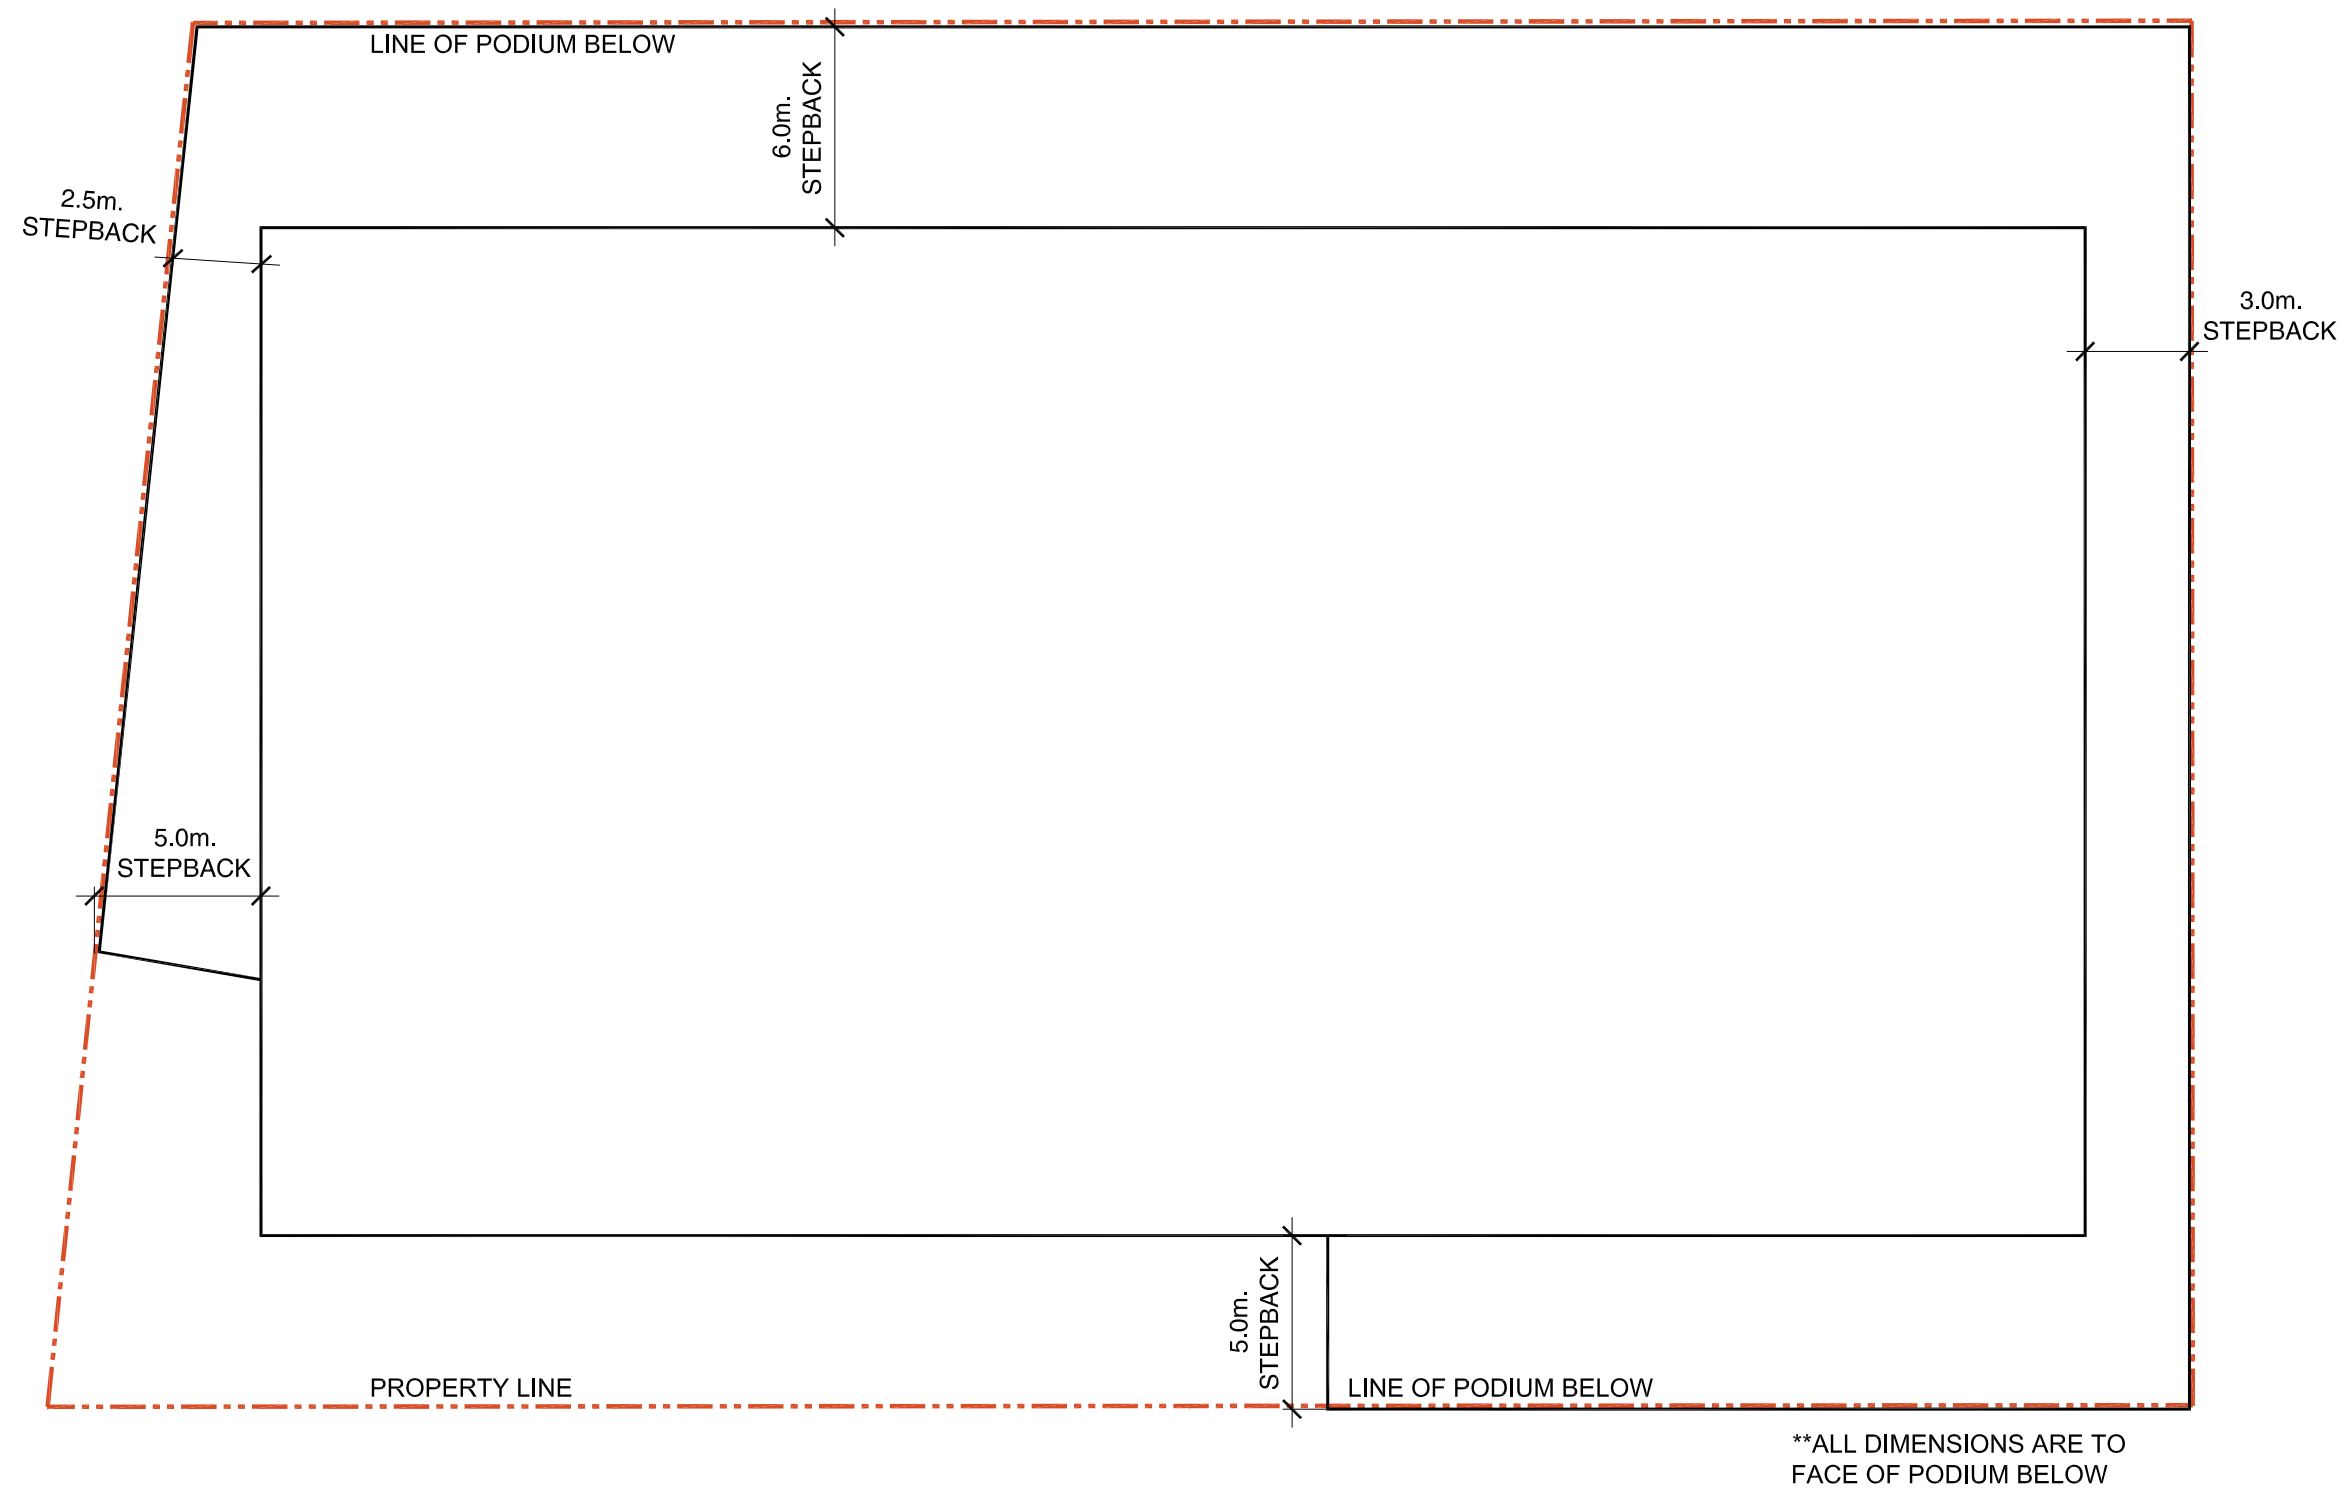 LINE OF PODIUM BELOW
6.0m.
STEPBACK
2.5m.
STEPBACK
3.0m.
STEPBACK
5.0m.
STEPBACK
5.0m.
STEPBACK
PROPERTY LINE
LINE OF PODIUM BELOW
**ALL DIMENSIONS ARE TO
FACE OF PODIUM BELOW